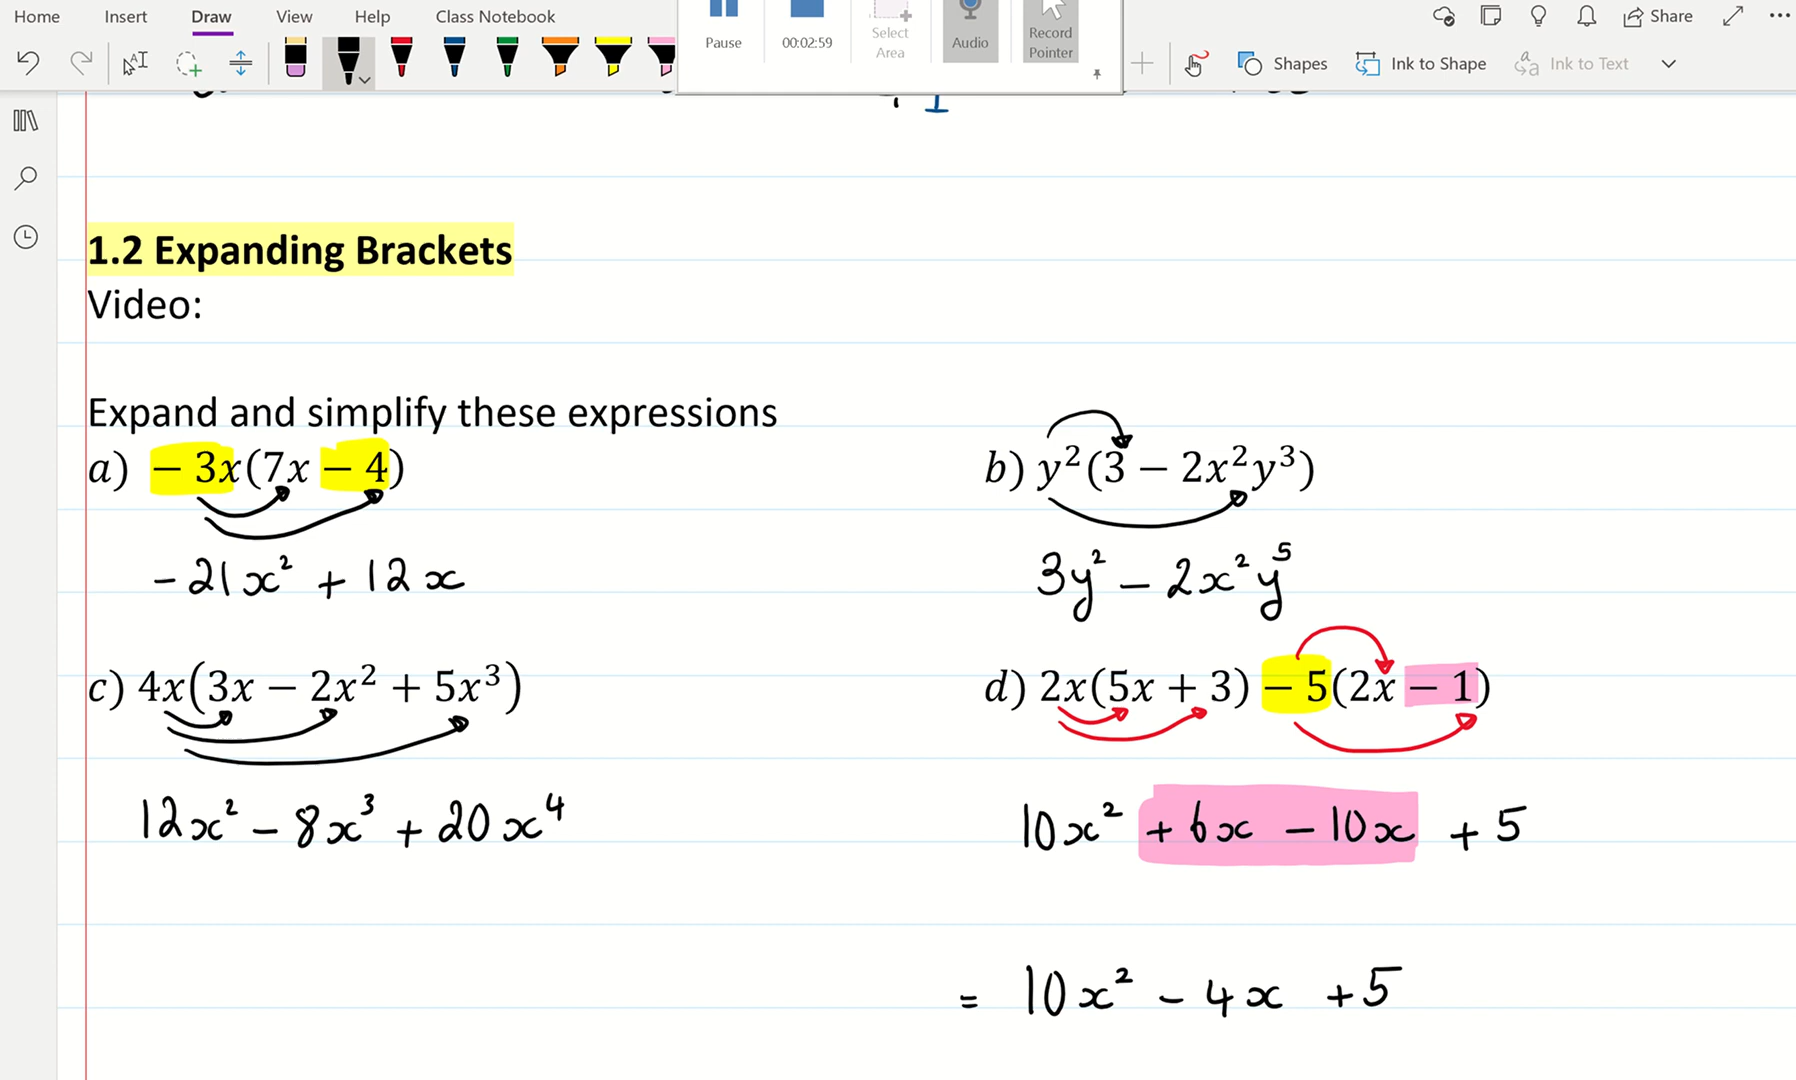 Home Insert Draw View Help Class Notebook
Share
Pause 00:02:59 Select Area Audio Record Pointer
Shapes Ink to Shape Ink to Text
1.2 Expanding Brackets
Video:
Expand and simplify these expressions
a) − 3x(7x − 4)
b) y²(3 − 2x²y³)
-21x² + 12x
3y² - 2x²y⁵
c) 4x(3x − 2x² + 5x³)
d) 2x(5x + 3) − 5(2x − 1)
12x² - 8x³ + 20x⁴
10x² + 6x - 10x + 5
= 10x² - 4x + 5